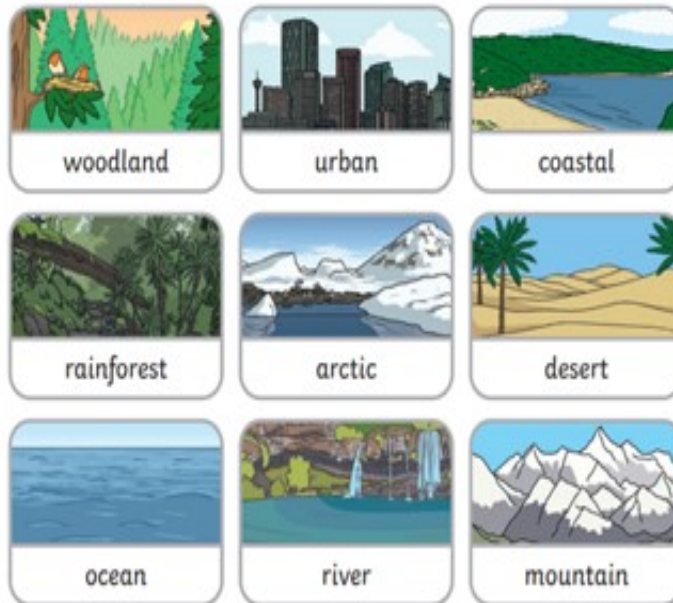 woodland
urban
coastal
rainforest
arctic
desert
ocean
river
mountain